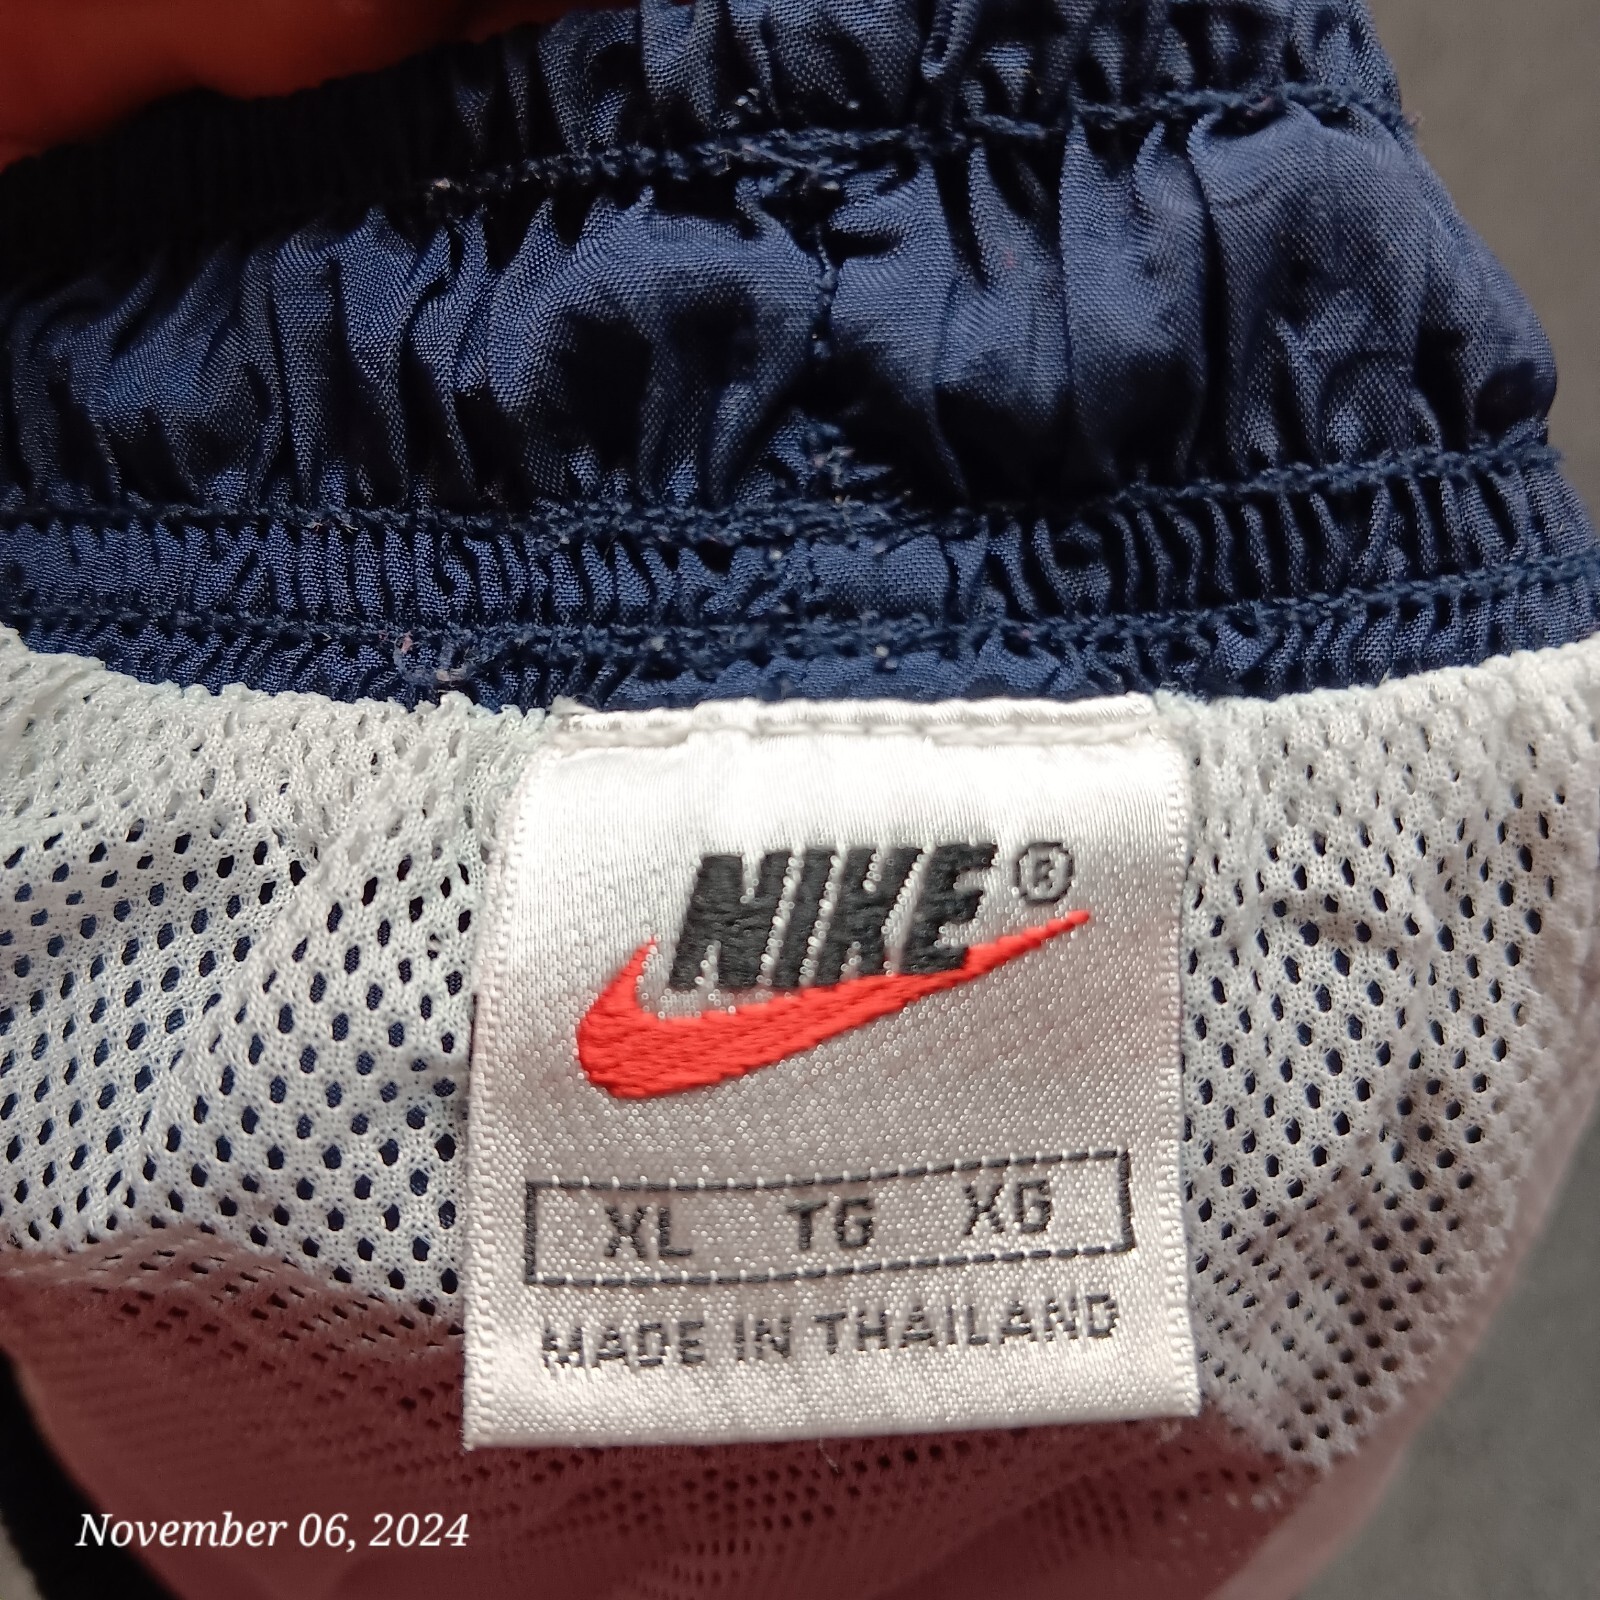 NIKE®
XL TG XG
MADE IN THAILAND
November 06, 2024